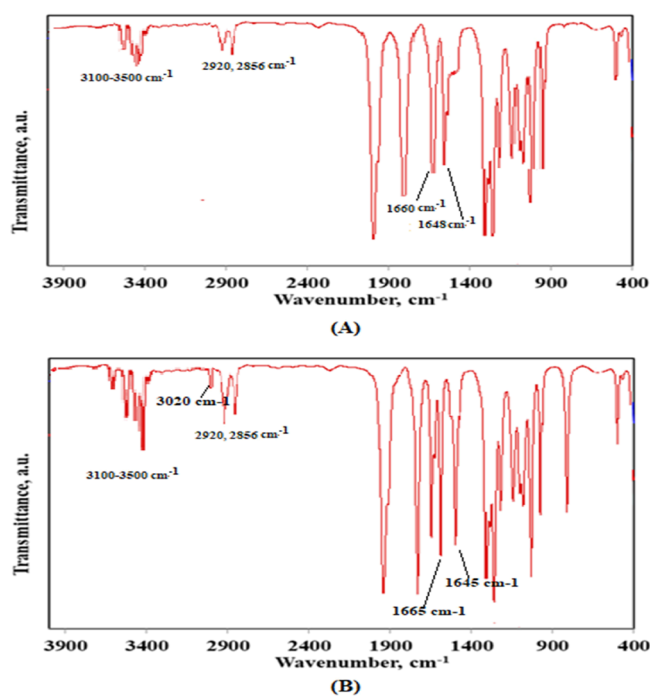 Transmittance, a.u.
3100-3500 cm-1
2920, 2856 cm-1
1660 cm-1
1648 cm-1
3900 3400 2900 2400 1900 1400 900 400
Wavenumber, cm-1
(A)
Transmittance, a.u.
3020 cm-1
2920, 2856 cm-1
3100-3500 cm-1
1645 cm-1
1665 cm-1
3900 3400 2900 2400 1900 1400 900 400
Wavenumber, cm-1
(B)